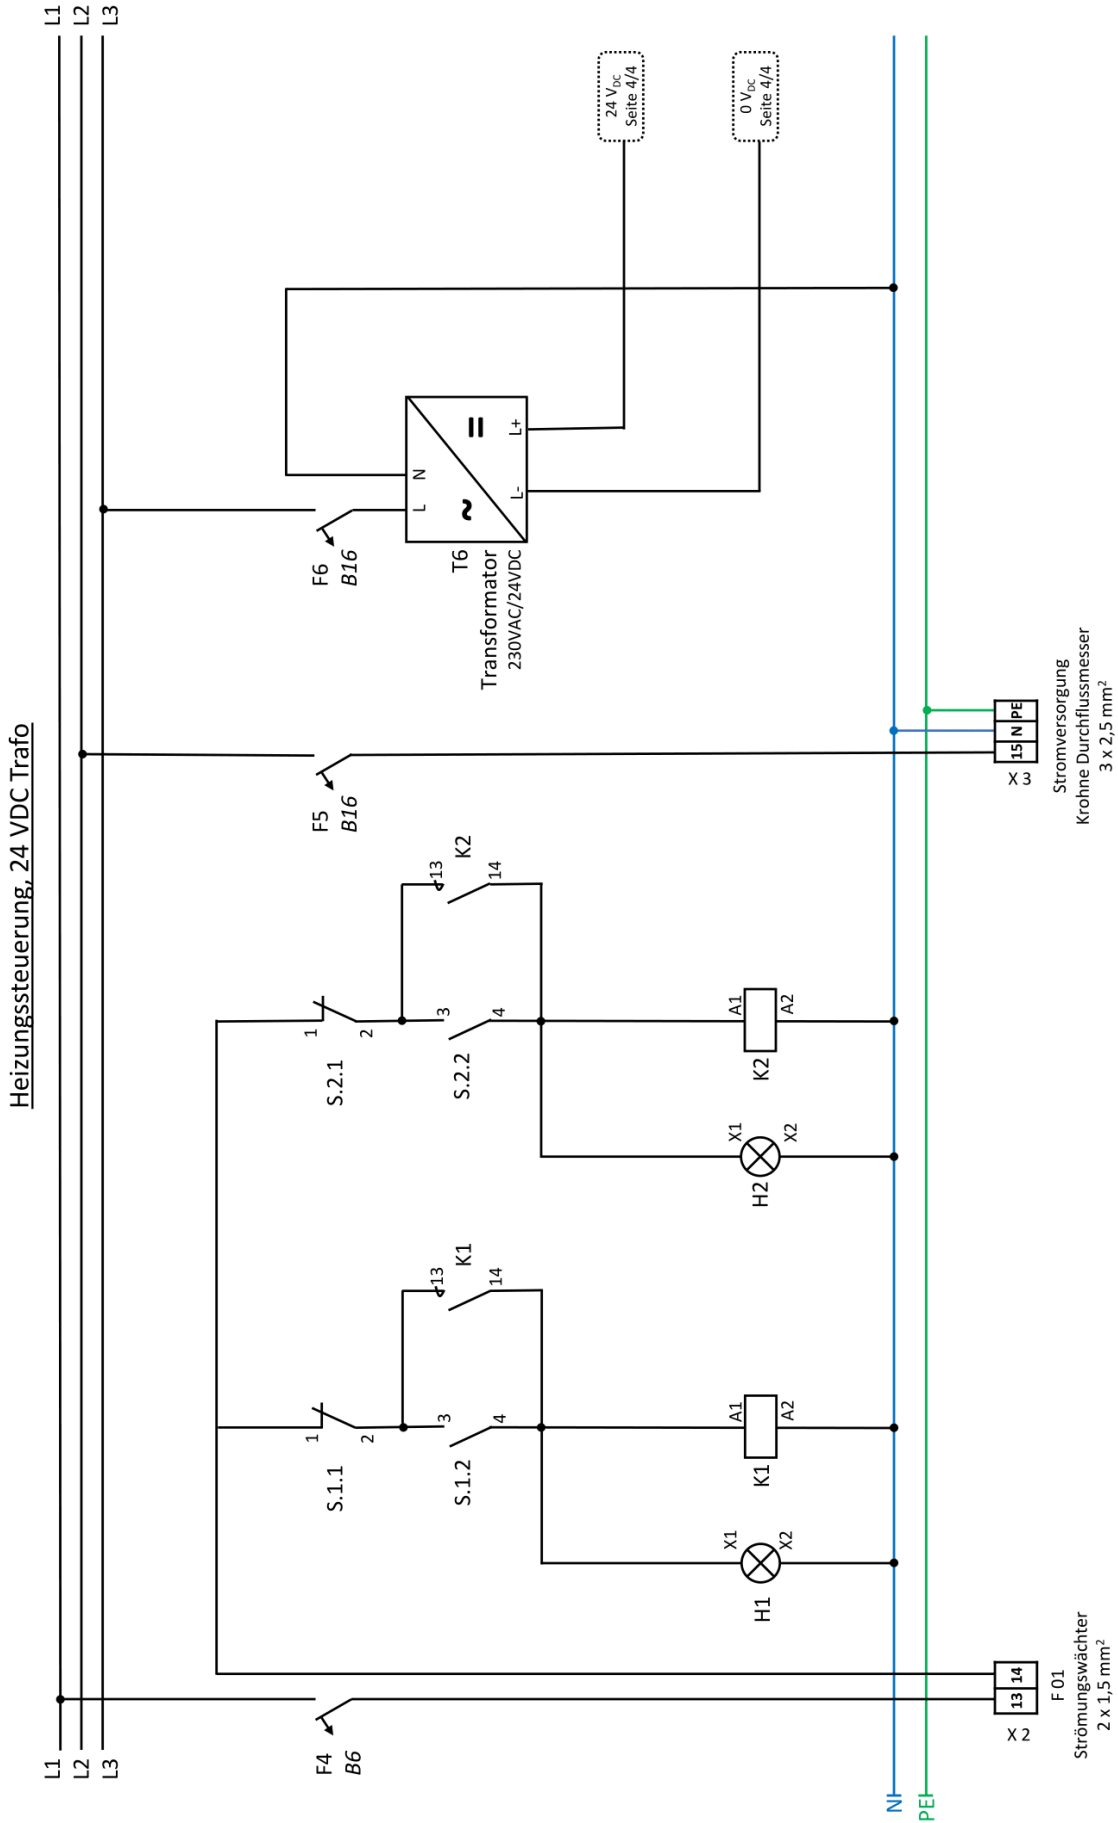 Heizungssteuerung, 24 VDC Trafo
L1
L2
L3
L1
L2
L3
F4
B6
S.1.1
1
2
S.1.2
3
4
13
14
K1
H1
X1
X2
K1
A1
A2
S.2.1
1
2
S.2.2
3
4
13
14
K2
H2
X1
X2
K2
A1
A2
F5
B16
F6
B16
L
N
~
=
L-
L+
T6
Transformator
230VAC/24VDC
24 VDC
Seite 4/4
0 VDC
Seite 4/4
N
PE
X 2
13 14
F 01
Strömungswächter
2 x 1,5 mm²
X 3
15 N PE
Stromversorgung
Krohne Durchflussmesser
3 x 2,5 mm²